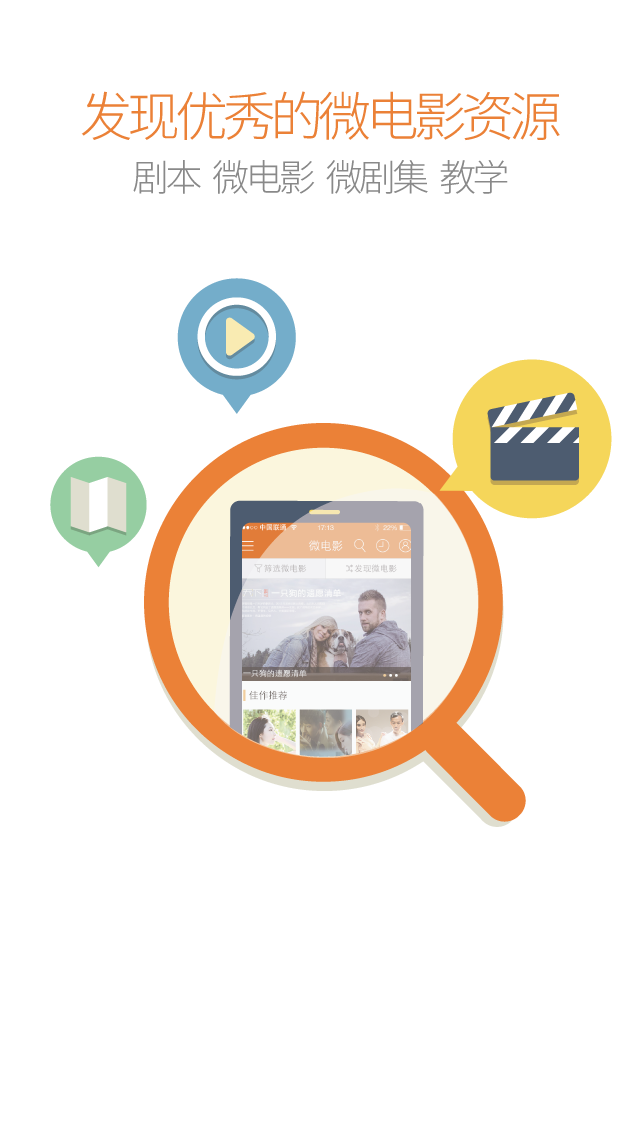 发现优秀的微电影资源
剧本 微电影 微剧集 教学
中国联通 17:13 22%
微电影
筛选微电影 发现微电影
一只狗的遗愿清单
一只狗的遗愿清单
佳作推荐